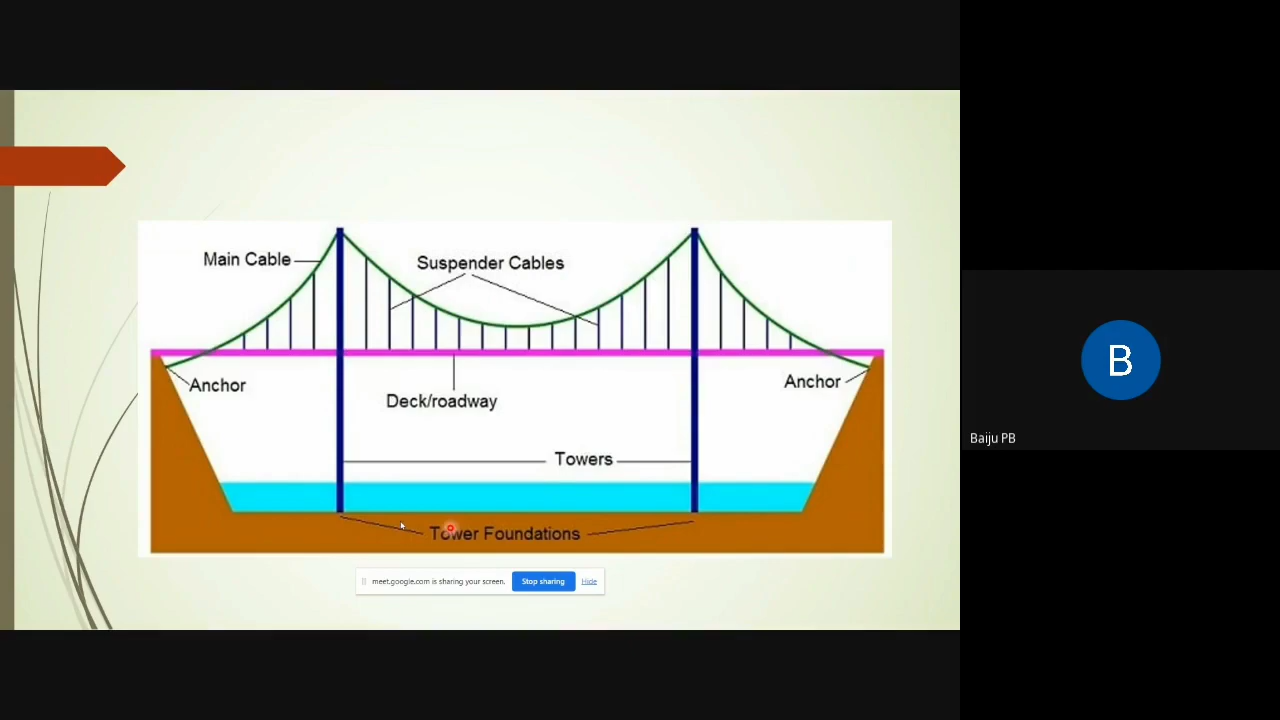 Main Cable
Suspender Cables
Anchor
Anchor
Deck/roadway
Towers
Tower Foundations
meet.google.com is sharing your screen.
Stop sharing
Hide
B
Baiju PB